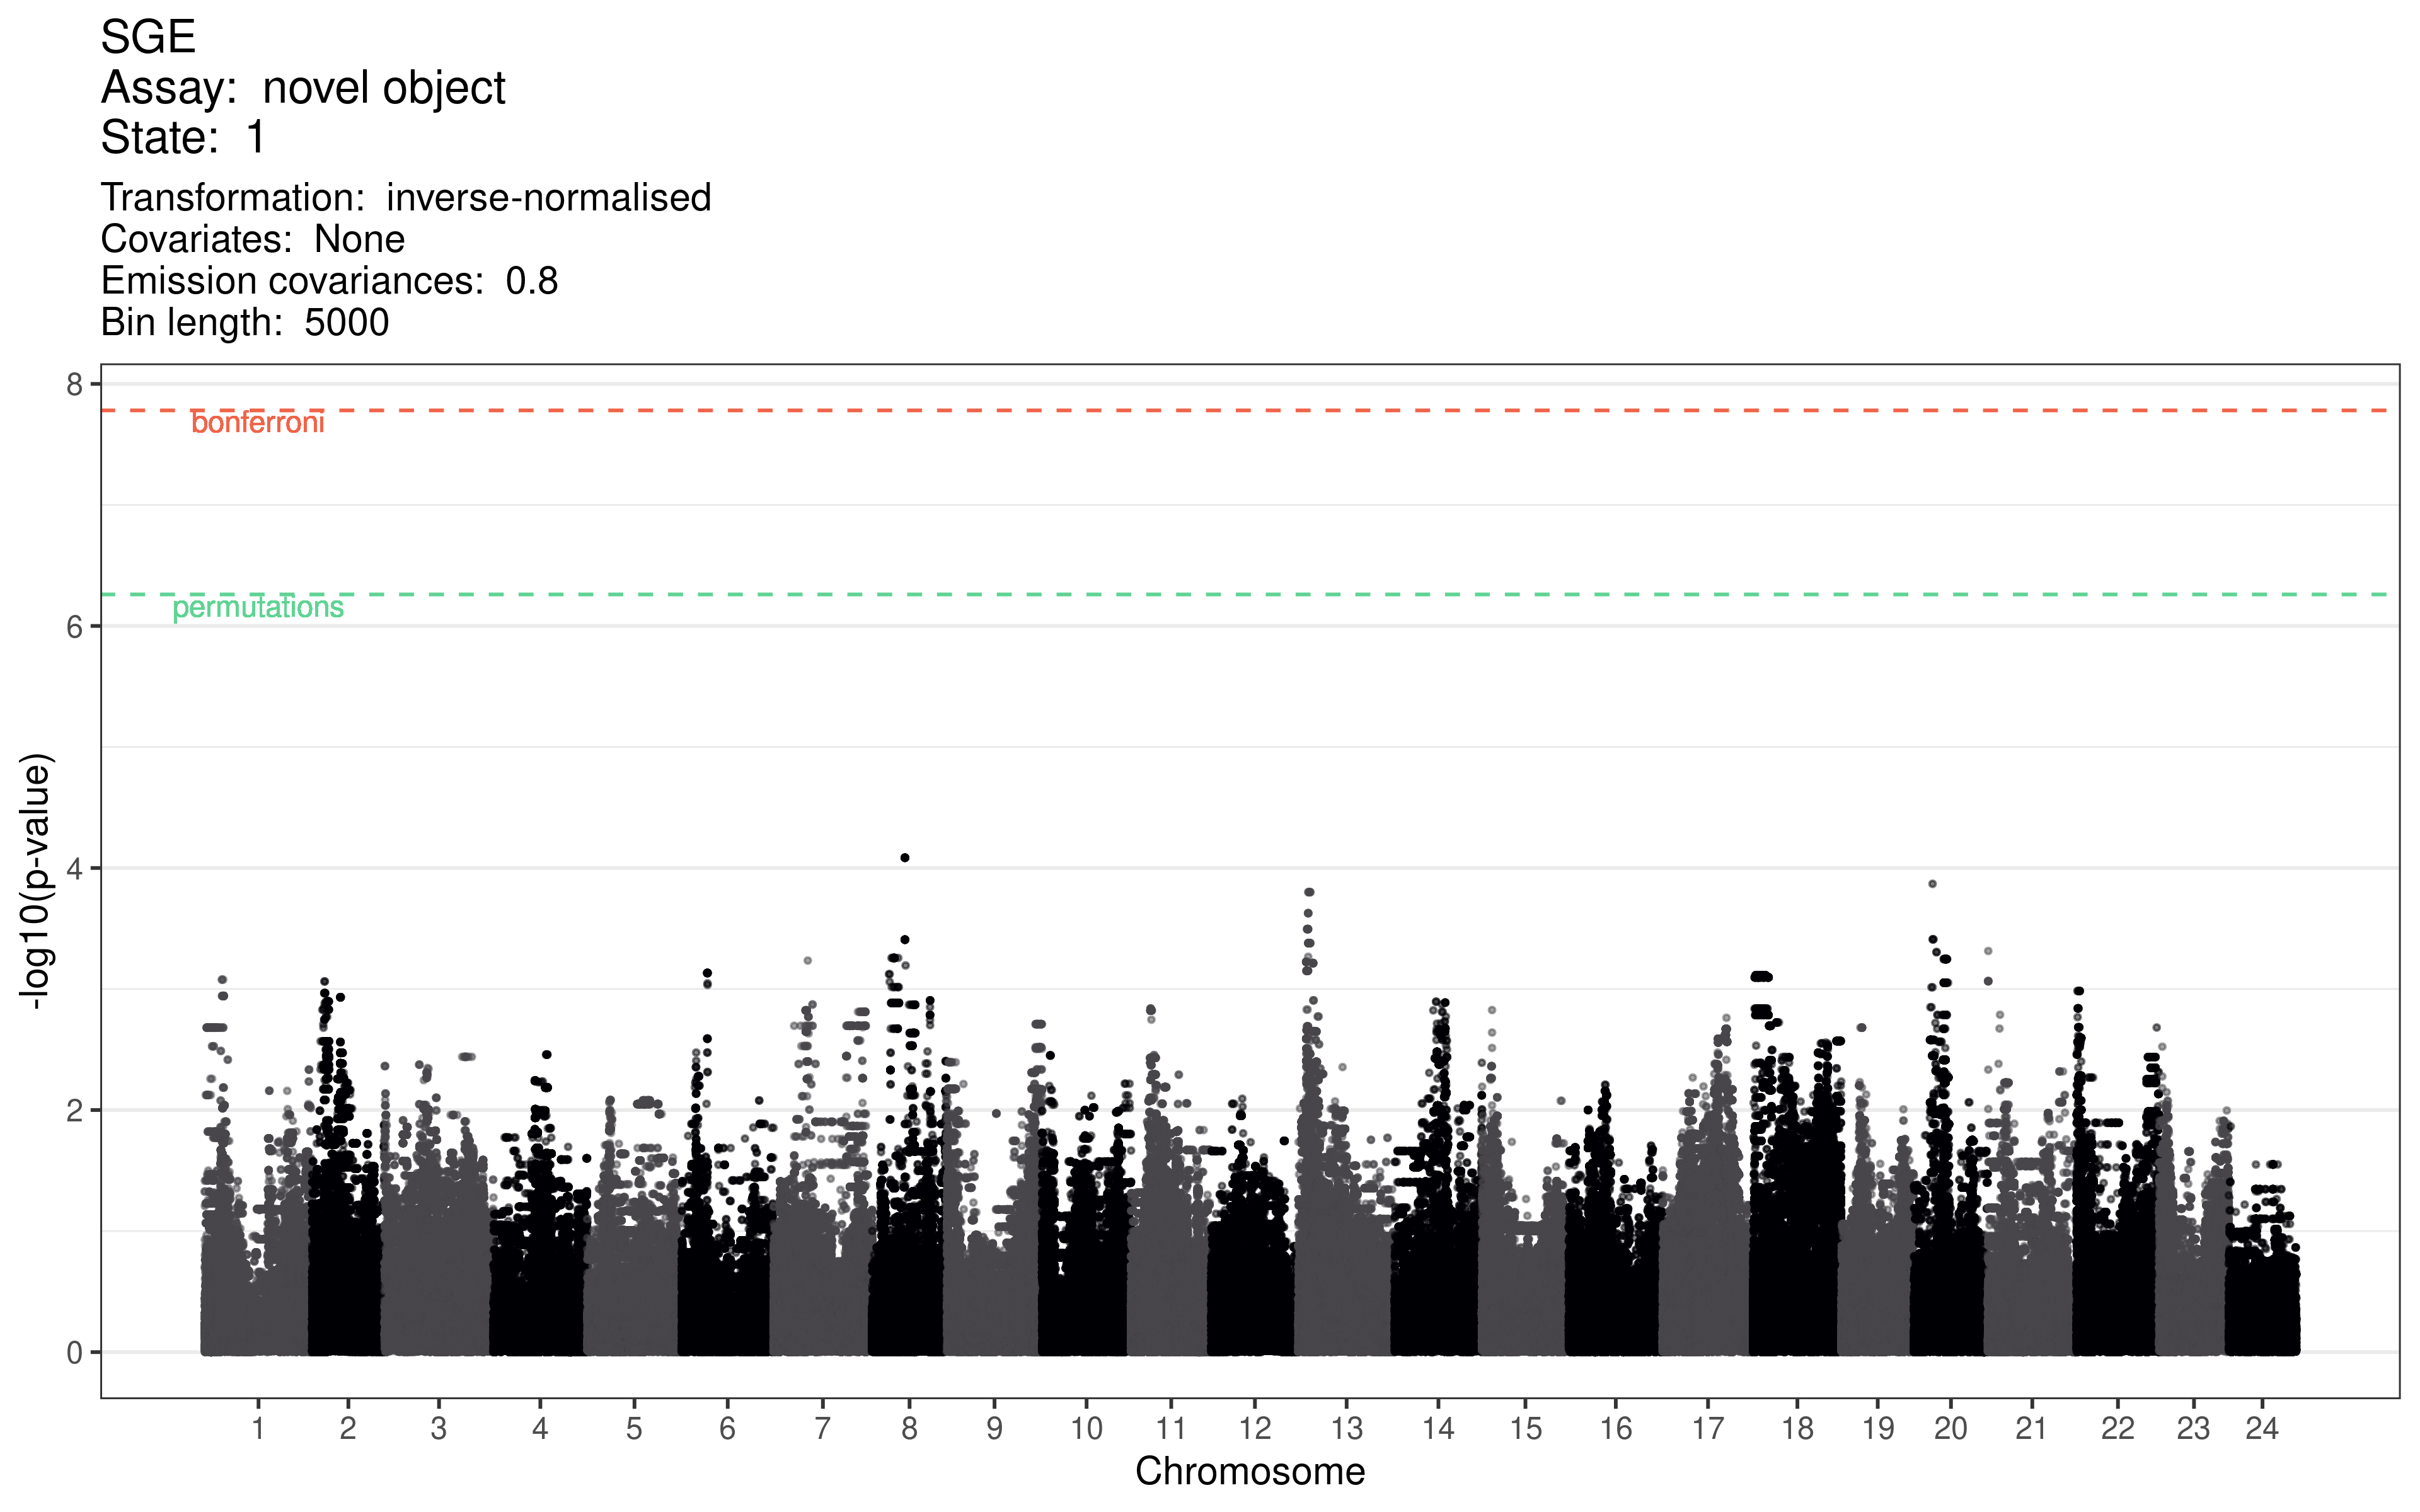 SGE
Assay: novel object
State: 1
Transformation: inverse-normalised
Covariates: None
Emission covariances: 0.8
Bin length: 5000
8
bonferroni
permutations
6
4
2
0
-log10(p-value)
1 2 3 4 5 6 7 8 9 10 11 12 13 14 15 16 17 18 19 20 21 22 23 24
Chromosome